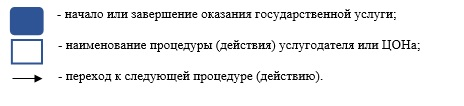 - начало или завершение оказания государственной услуги;
- наименование процедуры (действия) услугодателя или ЦОНа;
- переход к следующей процедуре (действию).